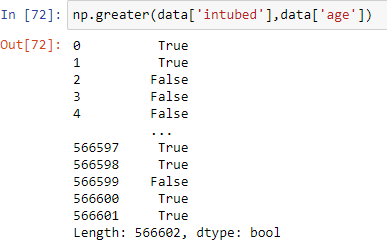 In [72]: np.greater(data['intubed'],data['age'])
Out[72]: 0          True
1          True
2         False
3         False
4         False
...
566597     True
566598     True
566599    False
566600     True
566601     True
Length: 566602, dtype: bool